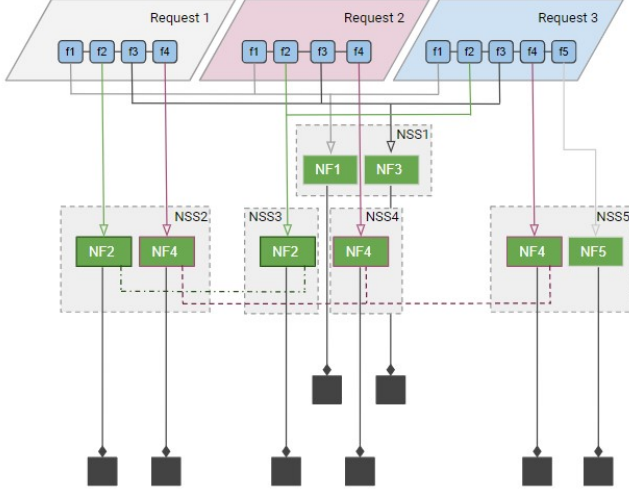 Request 1
Request 2
Request 3
f1 f2 f3 f4
f1 f2 f3 f4
f1 f2 f3 f4 f5
NSS1
NF1 NF3
NSS2
NF2 NF4
NSS3
NF2
NSS4
NF4
NSS5
NF4 NF5